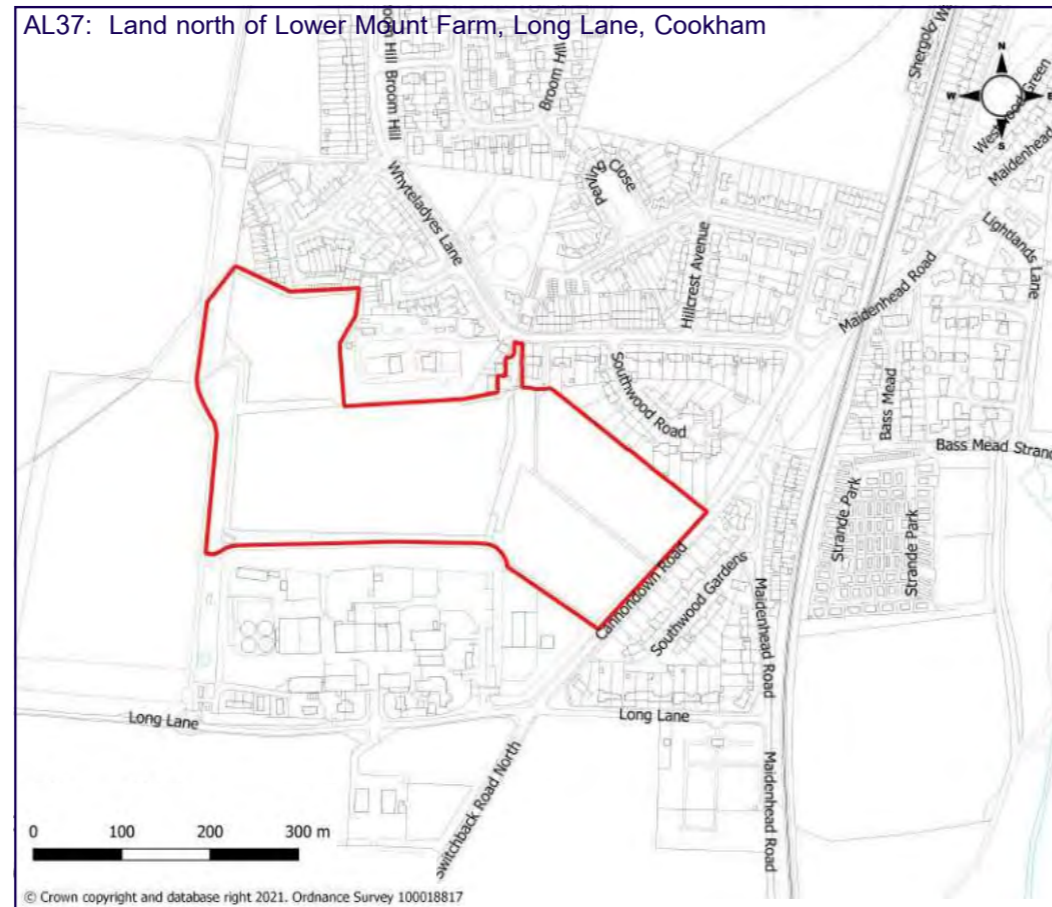 AL37: Land north of Lower Mount Farm, Long Lane, Cookham
Broom Hill
Broom Hill
N
W
S
Whyteladyes Lane
Penling Close
Hillcrest Avenue
Maidenhead
Lightlands Lane
Maidenhead Road
Southwood Road
Bass Mead
Bass Mead Strand
Strande Park
Strande Park
Cannondown Road
Southwood Gardens
Maidenhead Road
Long Lane
Long Lane
Switchback Road North
Maidenhead Road
0 100 200 300 m
© Crown copyright and database right 2021. Ordnance Survey 100018817